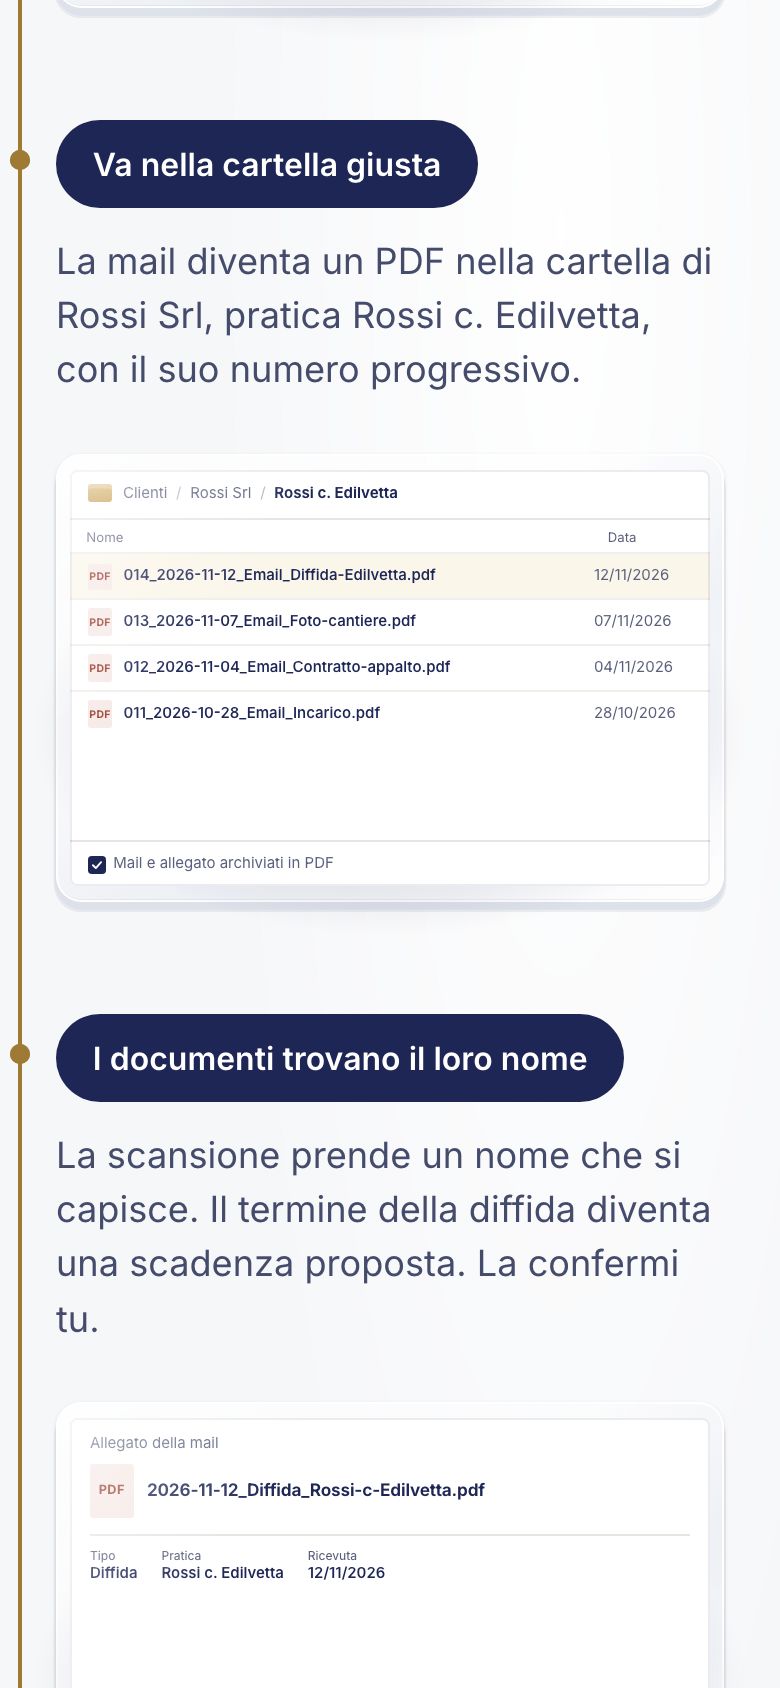 Va nella cartella giusta
La mail diventa un PDF nella cartella di
Rossi Srl, pratica Rossi c. Edilvetta,
con il suo numero progressivo.
Clienti / Rossi Srl / Rossi c. Edilvetta
Nome Data
PDF 014_2026-11-12_Email_Diffida-Edilvetta.pdf 12/11/2026
PDF 013_2026-11-07_Email_Foto-cantiere.pdf 07/11/2026
PDF 012_2026-11-04_Email_Contratto-appalto.pdf 04/11/2026
PDF 011_2026-10-28_Email_Incarico.pdf 28/10/2026
Mail e allegato archiviati in PDF
I documenti trovano il loro nome
La scansione prende un nome che si
capisce. Il termine della diffida diventa
una scadenza proposta. La confermi
tu.
Allegato della mail
PDF 2026-11-12_Diffida_Rossi-c-Edilvetta.pdf
Tipo Pratica Ricevuta
Diffida Rossi c. Edilvetta 12/11/2026